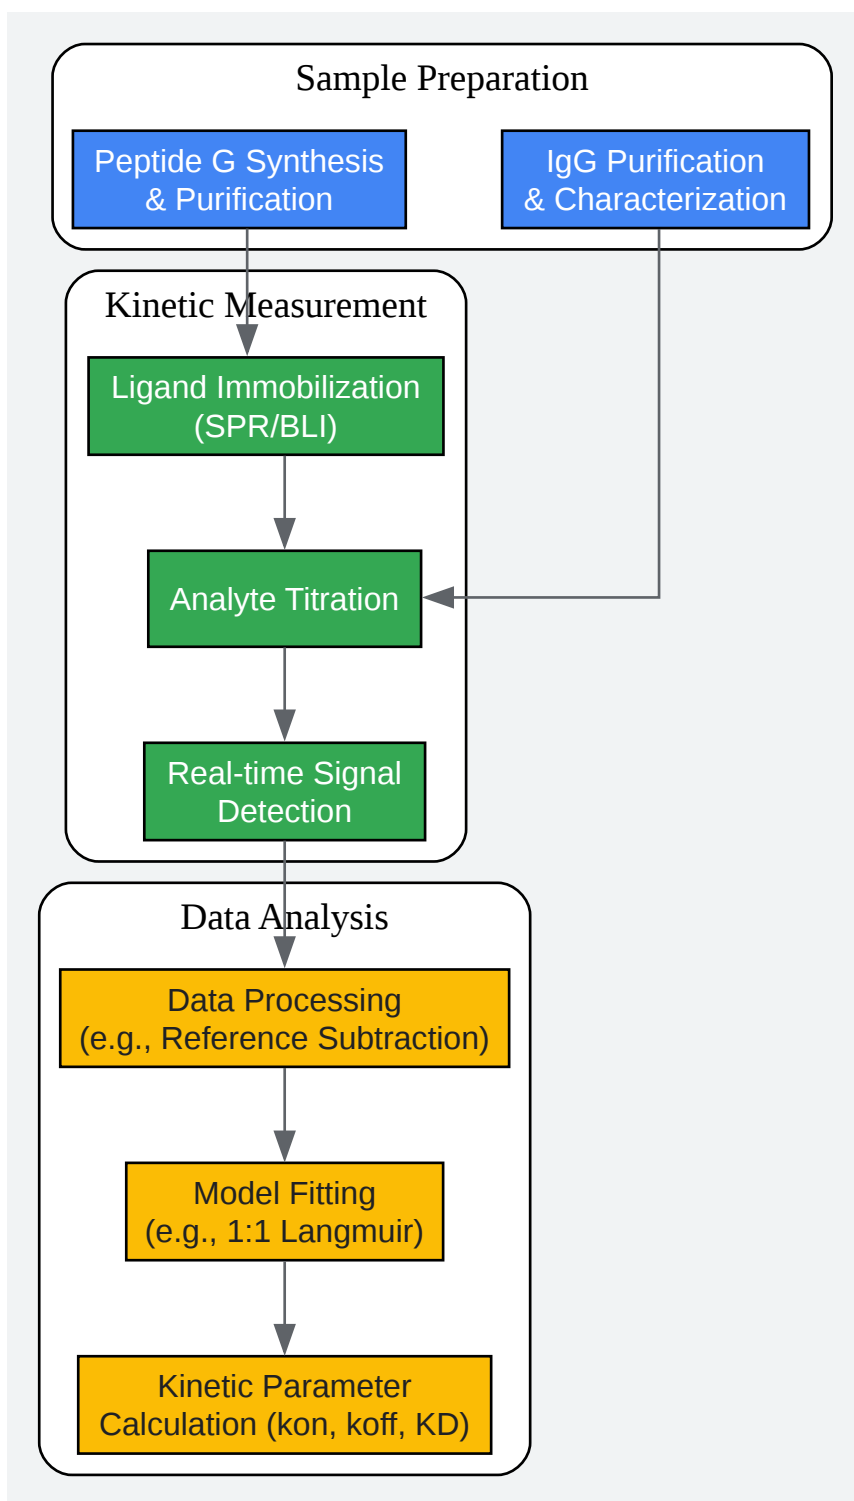 Sample Preparation
Peptide G Synthesis
& Purification
IgG Purification
& Characterization
Kinetic Measurement
Ligand Immobilization
(SPR/BLI)
Analyte Titration
Real-time Signal
Detection
Data Analysis
Data Processing
(e.g., Reference Subtraction)
Model Fitting
(e.g., 1:1 Langmuir)
Kinetic Parameter
Calculation (kon, koff, KD)